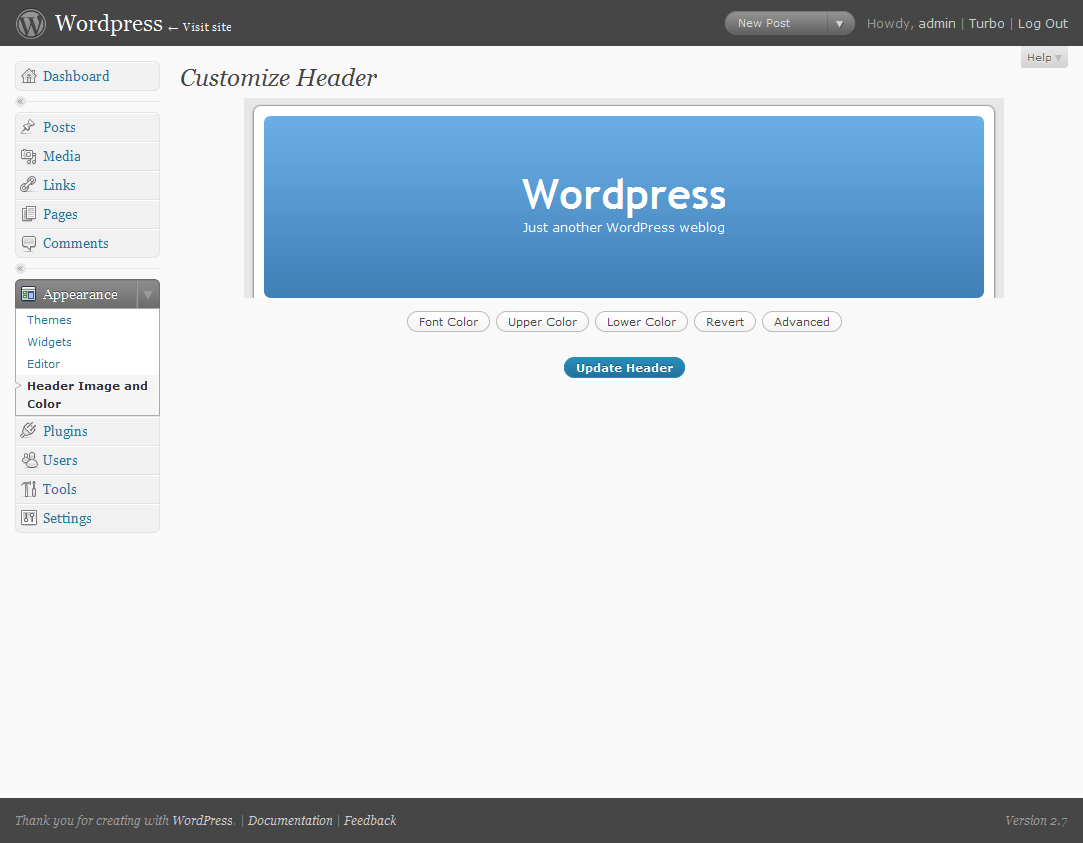 Wordpress ← Visit site
New Post ▼
Howdy, admin | Turbo | Log Out
Help ▼
Dashboard
«
Posts
Media
Links
Pages
Comments
«
Appearance ▼
Themes
Widgets
Editor
Header Image and
Color
Plugins
Users
Tools
Settings
Customize Header
Wordpress
Just another WordPress weblog
Font Color Upper Color Lower Color Revert Advanced
Update Header
Thank you for creating with WordPress. | Documentation | Feedback
Version 2.7